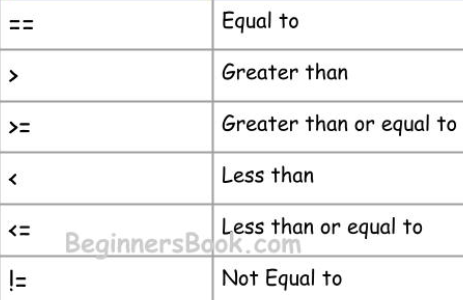 == Equal to
> Greater than
>= Greater than or equal to
< Less than
<= Less than or equal to
BeginnersBook.com
!= Not Equal to